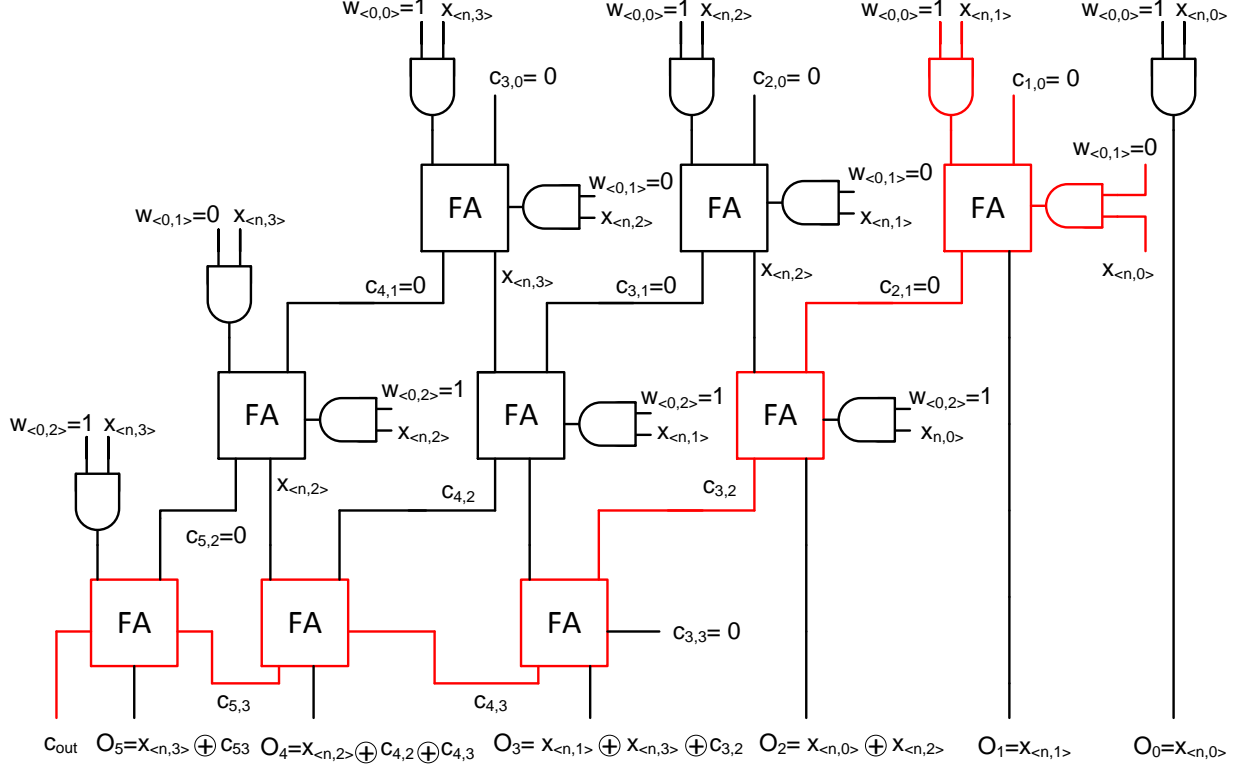 w<0,0>=1 x<n,3> w<0,0>=1 x<n,2> w<0,0>=1 x<n,1> w<0,0>=1 x<n,0>
c3,0= 0 c2,0= 0 c1,0= 0
w<0,1>=0
FA w<0,1>=0 FA w<0,1>=0 FA
x<n,2> x<n,1>
w<0,1>=0 x<n,3>
x<n,3> x<n,2> x<n,0>
c4,1=0 c3,1=0 c2,1=0
w<0,2>=1 w<0,2>=1 w<0,2>=1
FA FA FA
w<0,2>=1 x<n,3> x<n,2> x<n,1> xn,0>
x<n,2> c4,2 c3,2
c5,2=0
FA FA FA c3,3= 0
c5,3 c4,3
cout O5=x<n,3> ⊕ c53 O4=x<n,2> ⊕ c4,2 ⊕ c4,3 O3= x<n,1> ⊕ x<n,3> ⊕ c3,2 O2= x<n,0> ⊕ x<n,2> O1=x<n,1> O0=x<n,0>